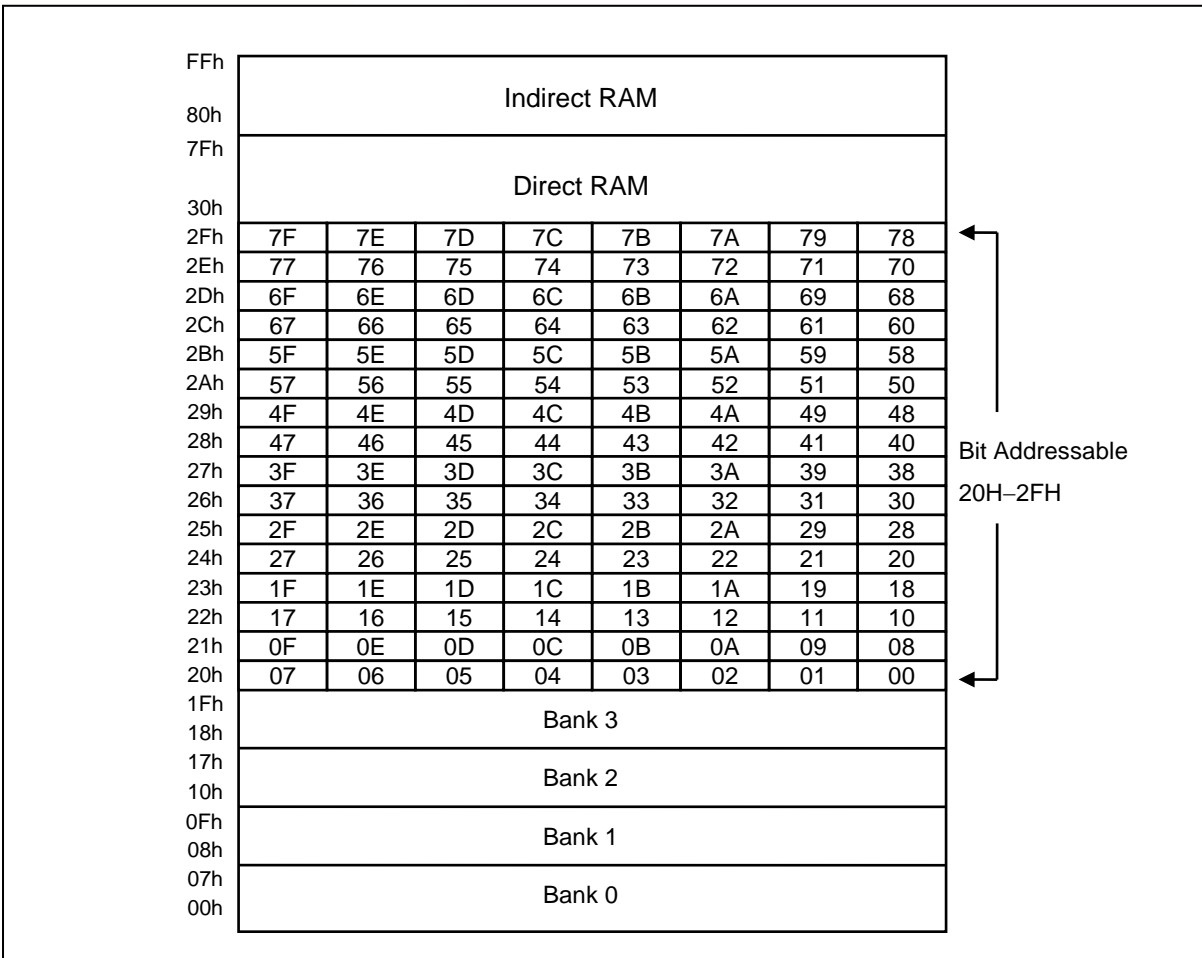 FFh
Indirect RAM
80h
7Fh
Direct RAM
30h
2Fh 7F 7E 7D 7C 7B 7A 79 78
2Eh 77 76 75 74 73 72 71 70
2Dh 6F 6E 6D 6C 6B 6A 69 68
2Ch 67 66 65 64 63 62 61 60
2Bh 5F 5E 5D 5C 5B 5A 59 58
2Ah 57 56 55 54 53 52 51 50
29h 4F 4E 4D 4C 4B 4A 49 48
28h 47 46 45 44 43 42 41 40
27h 3F 3E 3D 3C 3B 3A 39 38
26h 37 36 35 34 33 32 31 30
25h 2F 2E 2D 2C 2B 2A 29 28
24h 27 26 25 24 23 22 21 20
23h 1F 1E 1D 1C 1B 1A 19 18
22h 17 16 15 14 13 12 11 10
21h 0F 0E 0D 0C 0B 0A 09 08
20h 07 06 05 04 03 02 01 00
Bit Addressable
20H–2FH
1Fh
Bank 3
18h
17h
Bank 2
10h
0Fh
Bank 1
08h
07h
Bank 0
00h